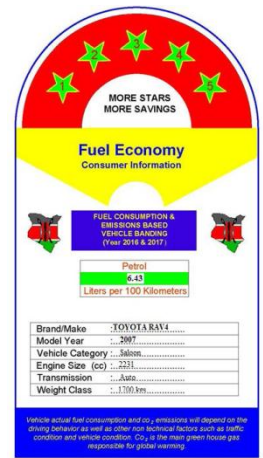 1 2 3 4 5
MORE STARS
MORE SAVINGS
Fuel Economy
Consumer Information
FUEL CONSUMPTION &
EMISSIONS BASED
VEHICLE BANDING
(Year 2016 & 2017)
Petrol
6.43
Liters per 100 Kilometers
Brand/Make :TOYOTA RAV4
Model Year : 2007
Vehicle Category : Saloon
Engine Size (cc) : 2231
Transmission : Auto
Weight Class : 1700 kgs
Vehicle actual fuel consumption and co2 emissions will depend on the
driving behavior as well as other non technical factors such as traffic
condition and vehicle condition. Co2 is the main green house gas
responsible for global warming.